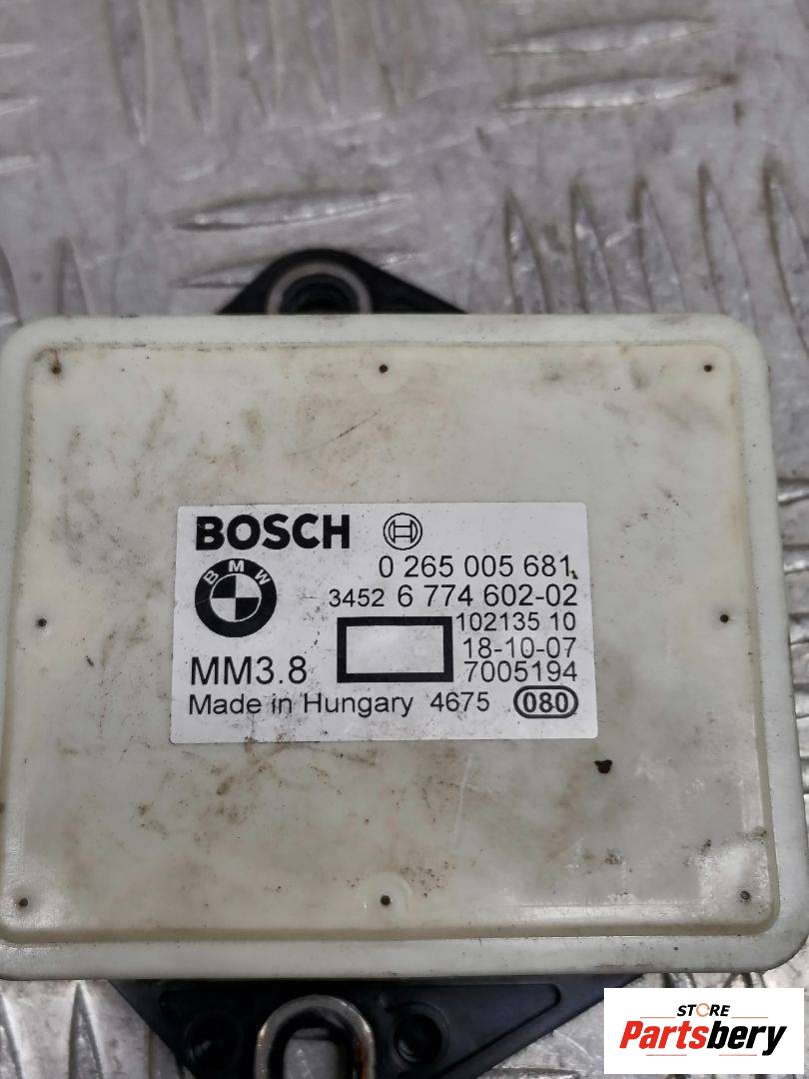 BOSCH
0 265 005 681
BMW
3452 6 774 602-02
102135 10
18-10-07
MM3.8
7005194
Made in Hungary 4675 080
STORE
Partsbery